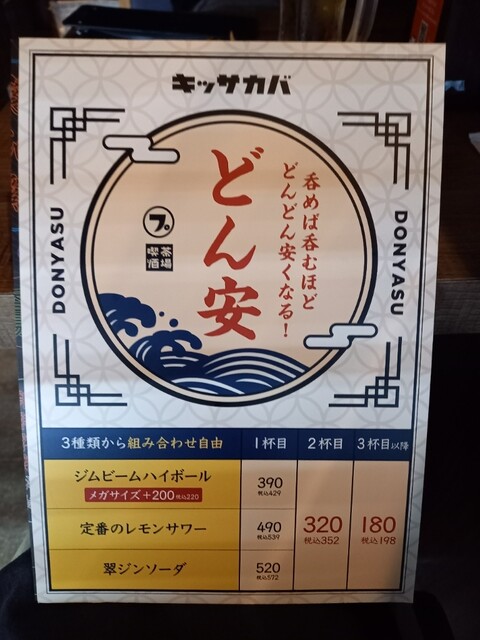 キッサカバ
呑めば呑むほど
どんどん安くなる！
どん安
プ。
喫茶
酒場
DONYASU
DONYASU
3種類から組み合わせ自由 1杯目 2杯目 3杯目以降
ジムビームハイボール 390
メガサイズ+200税込220 税込429
定番のレモンサワー 490 320 180
税込539 税込352 税込198
翠ジンソーダ 520
税込572